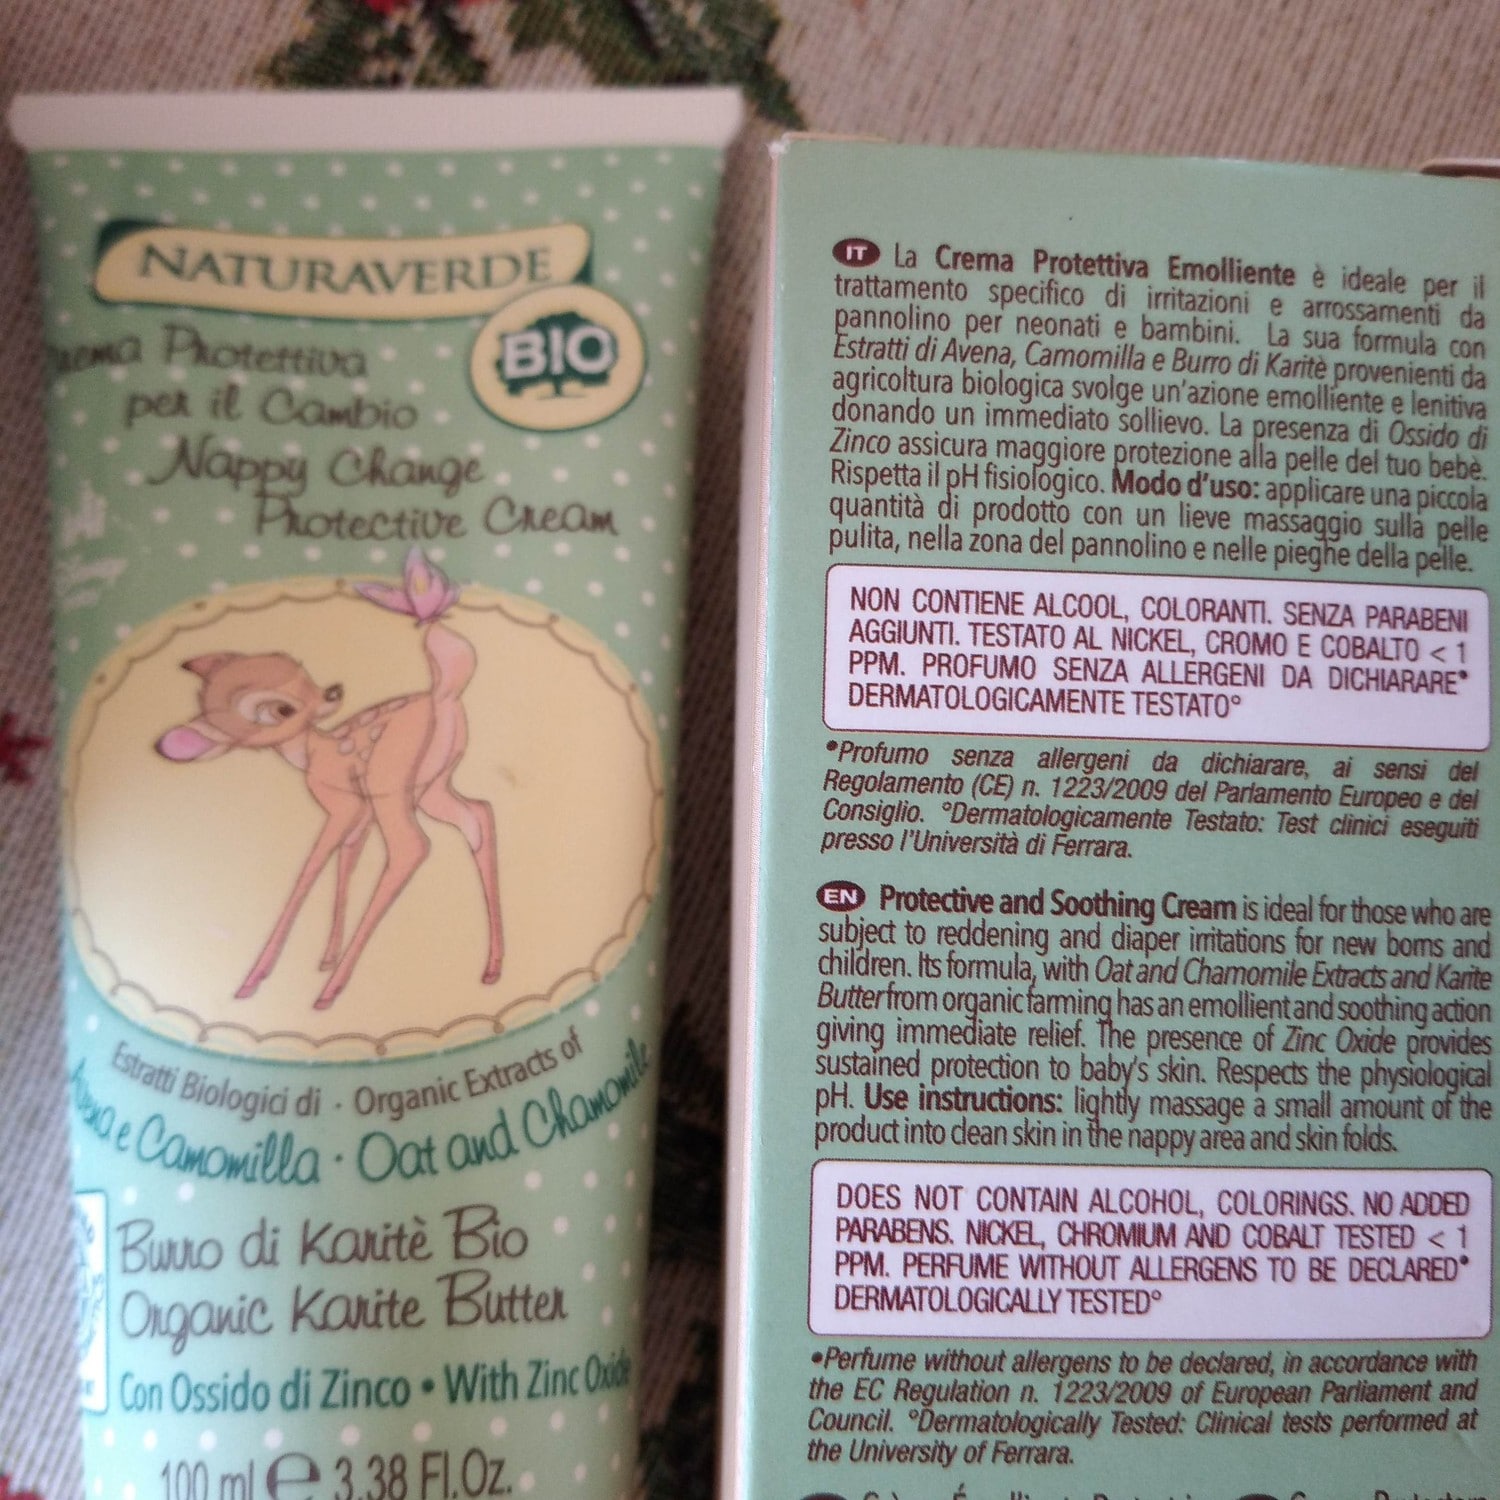 NATURAVERDE
BIO
Crema Protettiva
per il Cambio
Nappy Change
Protective Cream
Estratti Biologici di · Organic Extracts of
Avena e Camomilla · Oat and Chamomile
Burro di Karitè Bio
Organic Karite Butter
Con Ossido di Zinco • With Zinc Oxide
100 ml e 3.38 Fl.Oz.
IT La Crema Protettiva Emolliente è ideale per il
trattamento specifico di irritazioni e arrossamenti da
pannolino per neonati e bambini. La sua formula con
Estratti di Avena, Camomilla e Burro di Karitè provenienti da
agricoltura biologica svolge un'azione emolliente e lenitiva
donando un immediato sollievo. La presenza di Ossido di
Zinco assicura maggiore protezione alla pelle del tuo bebè.
Rispetta il pH fisiologico. Modo d'uso: applicare una piccola
quantità di prodotto con un lieve massaggio sulla pelle
pulita, nella zona del pannolino e nelle pieghe della pelle.
NON CONTIENE ALCOOL, COLORANTI. SENZA PARABENI
AGGIUNTI. TESTATO AL NICKEL, CROMO E COBALTO < 1
PPM. PROFUMO SENZA ALLERGENI DA DICHIARARE•
DERMATOLOGICAMENTE TESTATO°
•Profumo senza allergeni da dichiarare, ai sensi del
Regolamento (CE) n. 1223/2009 del Parlamento Europeo e del
Consiglio. °Dermatologicamente Testato: Test clinici eseguiti
presso l'Università di Ferrara.
EN Protective and Soothing Cream is ideal for those who are
subject to reddening and diaper irritations for new borns and
children. Its formula, with Oat and Chamomile Extracts and Karite
Butter from organic farming has an emollient and soothing action
giving immediate relief. The presence of Zinc Oxide provides
sustained protection to baby's skin. Respects the physiological
pH. Use instructions: lightly massage a small amount of the
product into clean skin in the nappy area and skin folds.
DOES NOT CONTAIN ALCOHOL, COLORINGS. NO ADDED
PARABENS. NICKEL, CHROMIUM AND COBALT TESTED < 1
PPM. PERFUME WITHOUT ALLERGENS TO BE DECLARED•
DERMATOLOGICALLY TESTED°
•Perfume without allergens to be declared, in accordance with
the EC Regulation n. 1223/2009 of European Parliament and
Council. °Dermatologically Tested: Clinical tests performed at
the University of Ferrara.